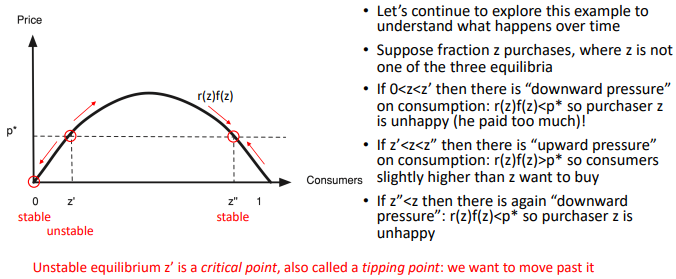 Price
r(z)f(z)
p*
Consumers
0
z'
z"
1
stable
unstable
stable
• Let's continue to explore this example to
understand what happens over time
• Suppose fraction z purchases, where z is not
one of the three equilibria
• If 0<z<z' then there is "downward pressure"
on consumption: r(z)f(z)<p* so purchaser z
is unhappy (he paid too much)!
• If z'<z<z" then there is "upward pressure"
on consumption: r(z)f(z)>p* so consumers
slightly higher than z want to buy
• If z"<z then there is again "downward
pressure": r(z)f(z)<p* so purchaser z is
unhappy
Unstable equilibrium z' is a critical point, also called a tipping point: we want to move past it